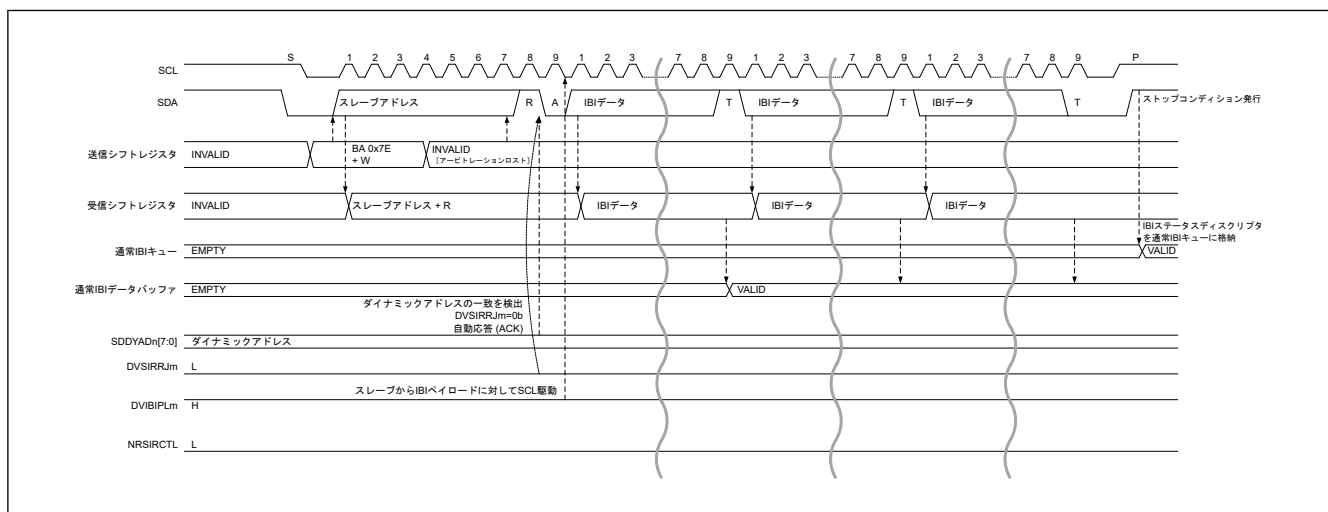 S 1 2 3 4 5 6 7 8 9 1 2 3 7 8 9 1 2 3 7 8 9 1 2 3 7 8 9 P
SCL
SDA スレーブアドレス R A IBIデータ T IBIデータ T IBIデータ T ストップコンディション発行
送信シフトレジスタ INVALID BA 0x7E + W INVALID [アービトレーションロスト]
受信シフトレジスタ INVALID スレーブアドレス + R IBIデータ IBIデータ IBIデータ
IBIステータスディスクリプタ
を通常IBIキューに格納
通常IBIキュー EMPTY VALID
通常IBIデータバッファ EMPTY VALID
ダイナミックアドレスの一致を検出
DVSIRRJm=0b
自動応答 (ACK)
SDDYADn[7:0] ダイナミックアドレス
DVSIRRJm L
スレーブからIBIペイロードに対してSCL駆動
DVIBIPLm H
NRSIRCTL L